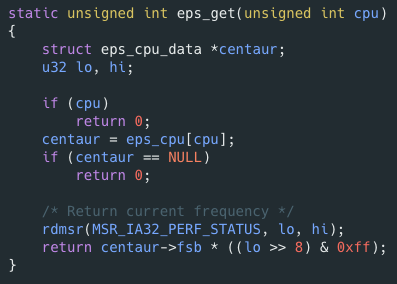 static unsigned int eps_get(unsigned int cpu)
{
    struct eps_cpu_data *centaur;
    u32 lo, hi;

    if (cpu)
        return 0;
    centaur = eps_cpu[cpu];
    if (centaur == NULL)
        return 0;

    /* Return current frequency */
    rdmsr(MSR_IA32_PERF_STATUS, lo, hi);
    return centaur->fsb * ((lo >> 8) & 0xff);
}